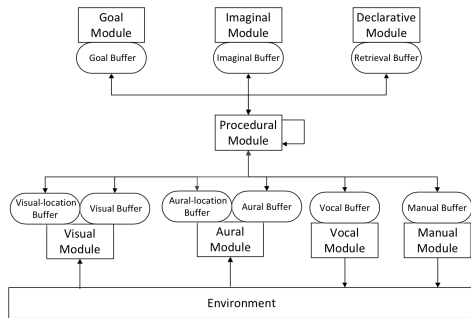 Goal
Module
Goal Buffer
Imaginal
Module
Imaginal Buffer
Declarative
Module
Retrieval Buffer
Procedural
Module
Visual-location
Buffer
Visual Buffer
Visual
Module
Aural-location
Buffer
Aural Buffer
Aural
Module
Vocal Buffer
Vocal
Module
Manual Buffer
Manual
Module
Environment